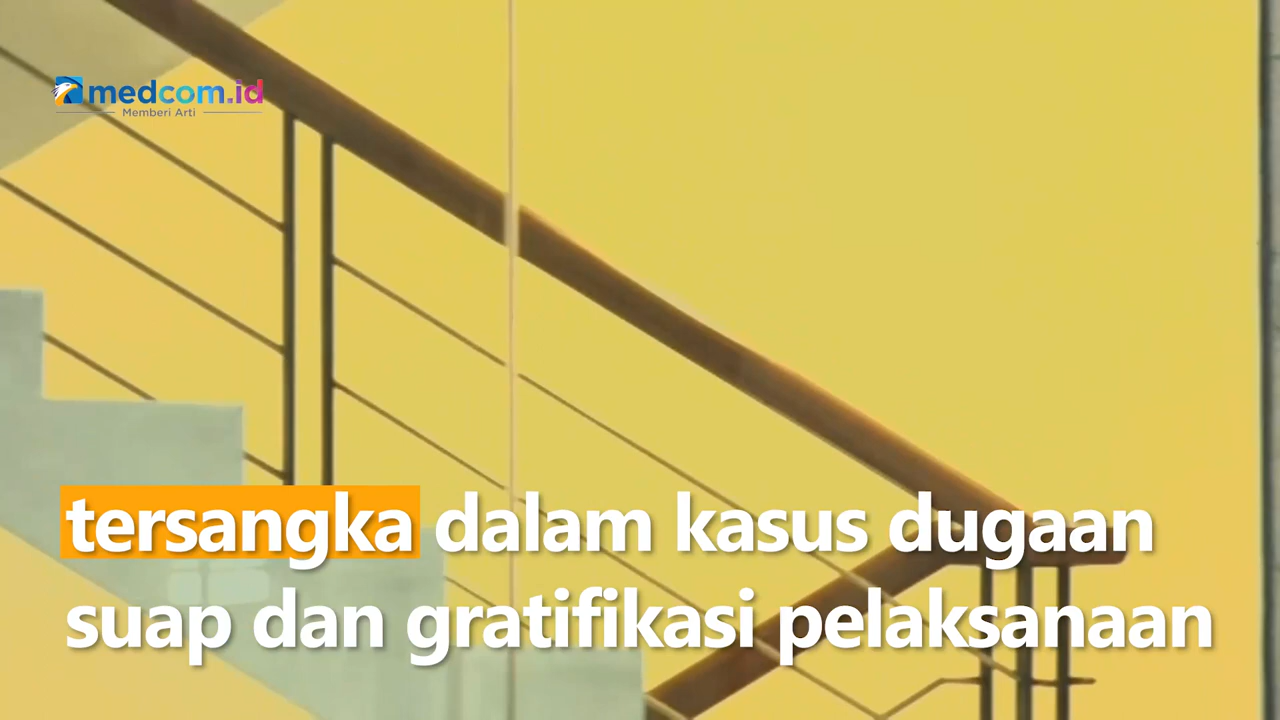 medcom.id
Memberi Arti
tersangka dalam kasus dugaan
suap dan gratifikasi pelaksanaan